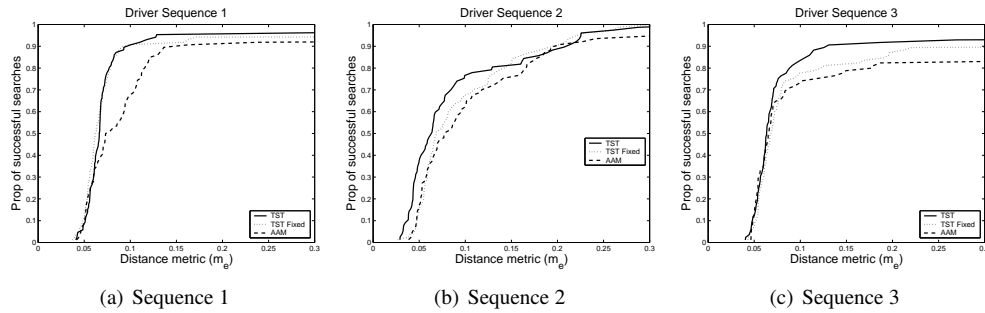 Driver Sequence 1
Prop of successful searches
1
0.9
0.8
0.7
0.6
0.5
0.4
0.3
0.2
0.1
0
0 0.05 0.1 0.15 0.2 0.25 0.3
Distance metric (m_e)
TST
TST Fixed
AAM
(a) Sequence 1
Driver Sequence 2
Prop of successful searches
1
0.9
0.8
0.7
0.6
0.5
0.4
0.3
0.2
0.1
0
0 0.05 0.1 0.15 0.2 0.25 0.3
Distance metric (m_e)
TST
TST Fixed
AAM
(b) Sequence 2
Driver Sequence 3
Prop of successful searches
1
0.9
0.8
0.7
0.6
0.5
0.4
0.3
0.2
0.1
0
0 0.05 0.1 0.15 0.2 0.25 0.3
Distance metric (m_e)
TST
TST Fixed
AAM
(c) Sequence 3